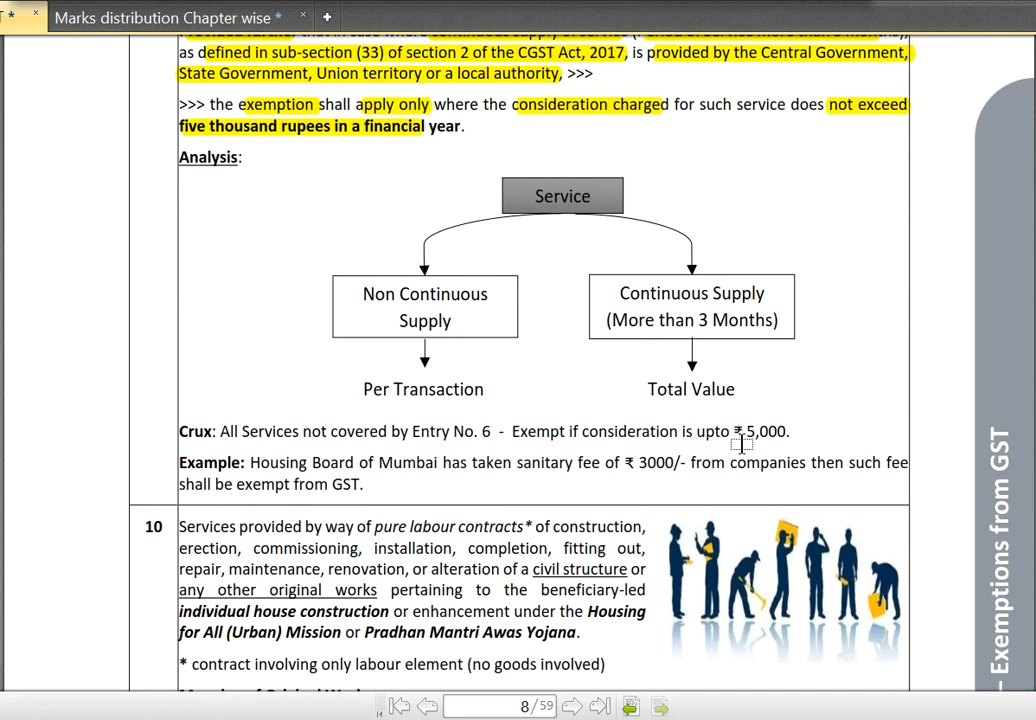 Marks distribution Chapter wise *
as defined in sub-section (33) of section 2 of the CGST Act, 2017, is provided by the Central Government,
State Government, Union territory or a local authority, >>>
>>> the exemption shall apply only where the consideration charged for such service does not exceed
five thousand rupees in a financial year.
Analysis:
Service
Non Continuous
Supply
Continuous Supply
(More than 3 Months)
Per Transaction
Total Value
Crux: All Services not covered by Entry No. 6 - Exempt if consideration is upto ₹ 5,000.
Example: Housing Board of Mumbai has taken sanitary fee of ₹ 3000/- from companies then such fee
shall be exempt from GST.
10
Services provided by way of pure labour contracts* of construction,
erection, commissioning, installation, completion, fitting out,
repair, maintenance, renovation, or alteration of a civil structure or
any other original works pertaining to the beneficiary-led
individual house construction or enhancement under the Housing
for All (Urban) Mission or Pradhan Mantri Awas Yojana.
* contract involving only labour element (no goods involved)
– Exemptions from GST
8 / 59